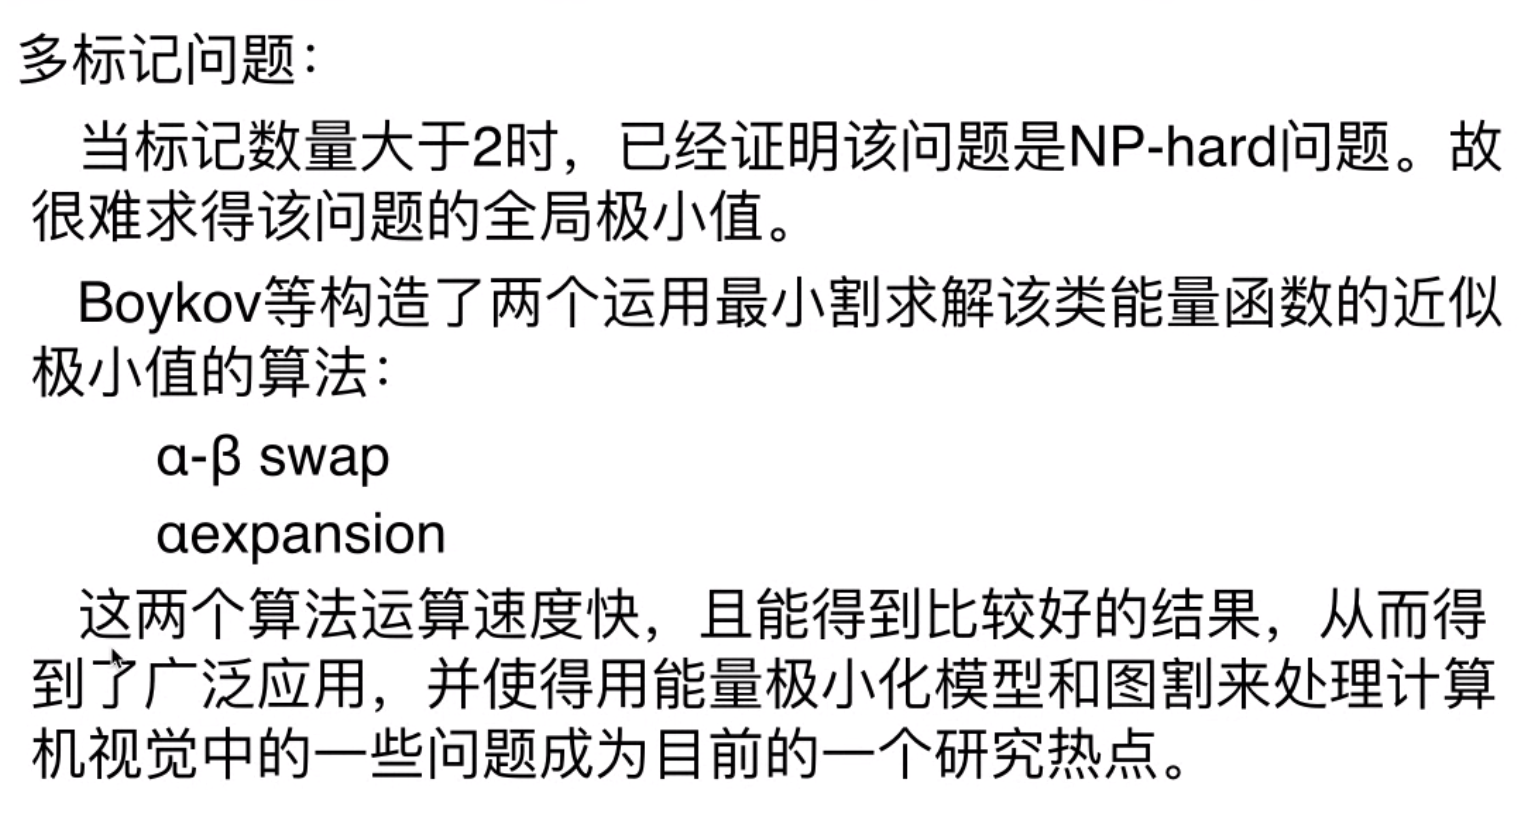 多标记问题：
当标记数量大于2时，已经证明该问题是NP-hard问题。故
很难求得该问题的全局极小值。
Boykov等构造了两个运用最小割求解该类能量函数的近似
极小值的算法：
α-β swap
αexpansion
这两个算法运算速度快，且能得到比较好的结果，从而得
到了广泛应用，并使得用能量极小化模型和图割来处理计算
机视觉中的一些问题成为目前的一个研究热点。